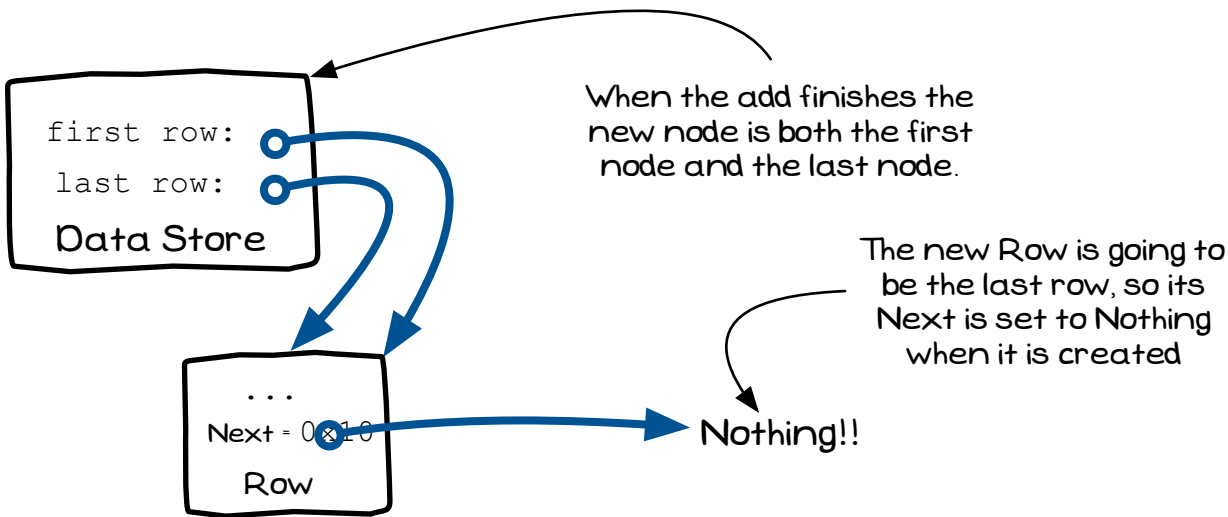 When the add finishes the
new node is both the first
node and the last node.
first row:
last row:
Data Store
The new Row is going to
be the last row, so its
Next is set to Nothing
when it is created
...
Next = 0x10
Row
Nothing!!